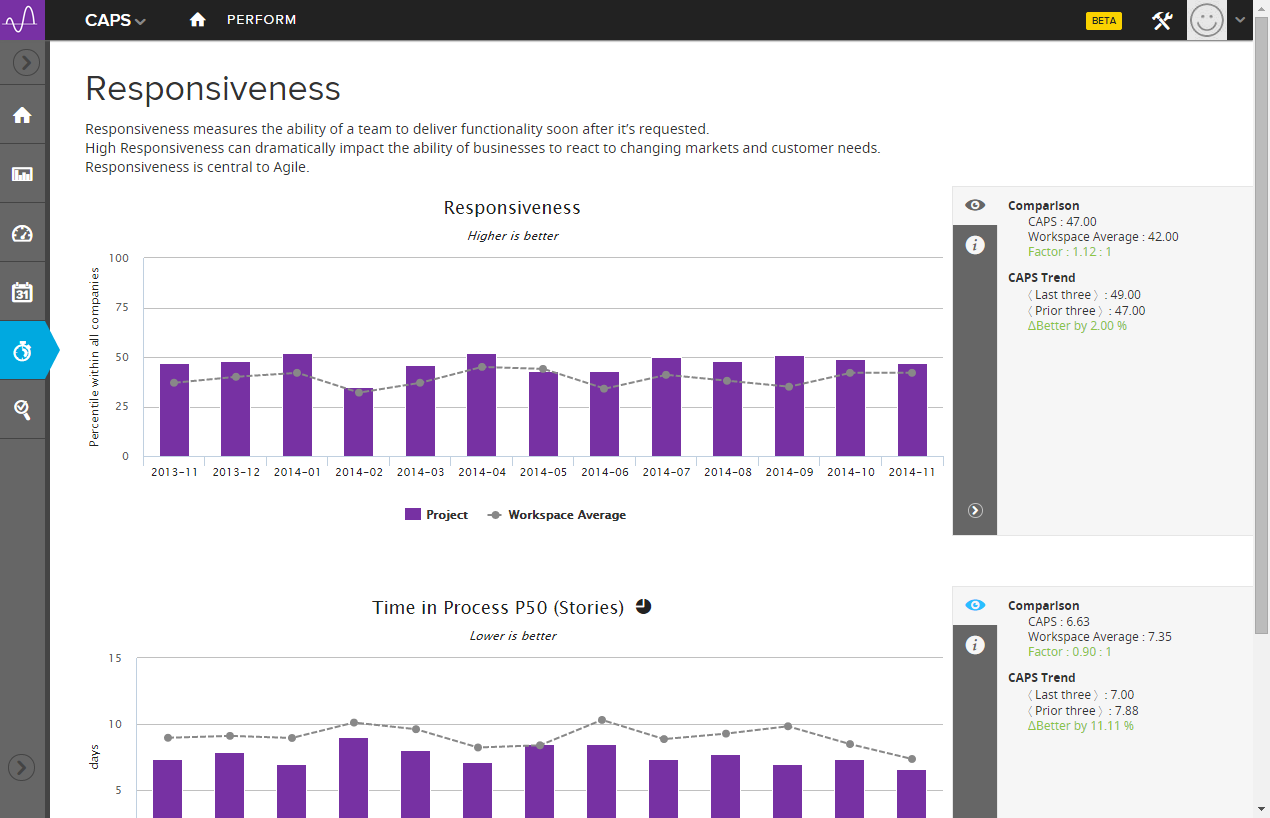 CAPS
PERFORM
BETA
31
Responsiveness
Responsiveness measures the ability of a team to deliver functionality soon after it’s requested.
High Responsiveness can dramatically impact the ability of businesses to react to changing markets and customer needs.
Responsiveness is central to Agile.
Responsiveness
Higher is better
Percentile within all companies
100
75
50
25
0
2013-11 2013-12 2014-01 2014-02 2014-03 2014-04 2014-05 2014-06 2014-07 2014-08 2014-09 2014-10 2014-11
Project Workspace Average
i
Comparison
CAPS : 47.00
Workspace Average : 42.00
Factor : 1.12 : 1
CAPS Trend
〈 Last three 〉 : 49.00
〈 Prior three 〉 : 47.00
ΔBetter by 2.00 %
Time in Process P50 (Stories)
Lower is better
days
15
10
5
i
Comparison
CAPS : 6.63
Workspace Average : 7.35
Factor : 0.90 : 1
CAPS Trend
〈 Last three 〉 : 7.00
〈 Prior three 〉 : 7.88
ΔBetter by 11.11 %